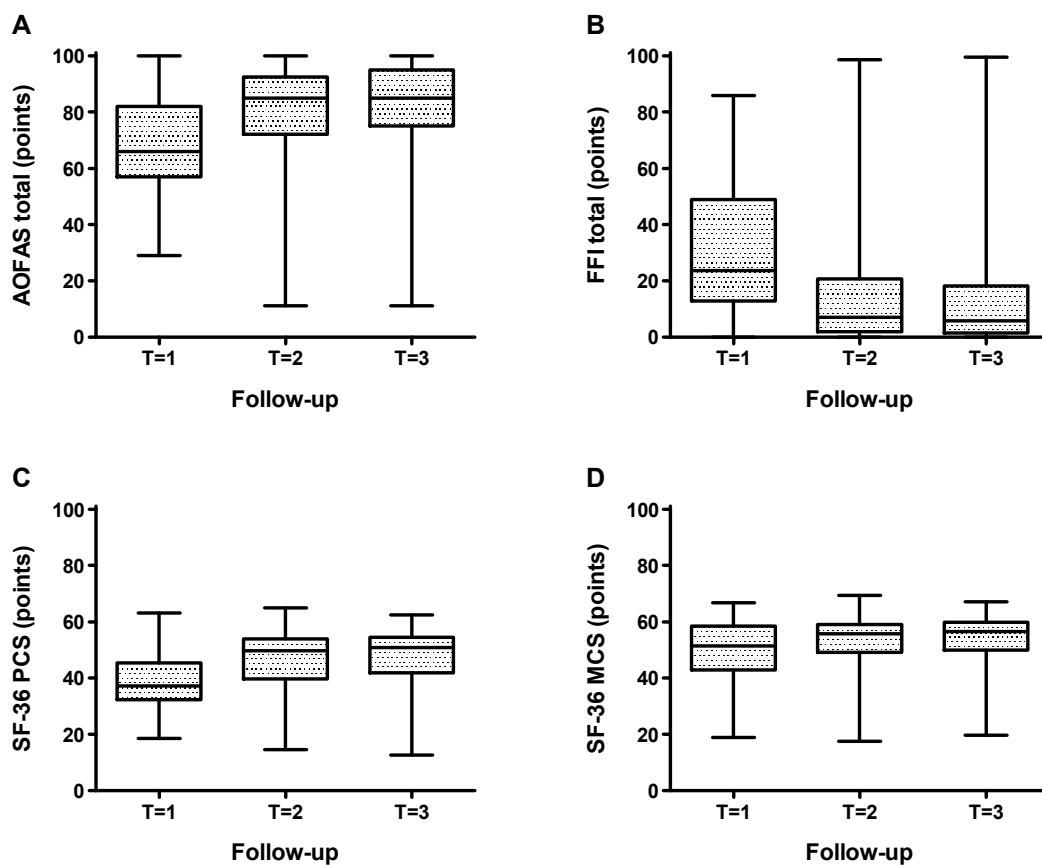 A
AOFAS total (points)
100
80
60
40
20
0
T=1 T=2 T=3
Follow-up
B
FFI total (points)
100
80
60
40
20
0
T=1 T=2 T=3
Follow-up
C
SF-36 PCS (points)
100
80
60
40
20
0
T=1 T=2 T=3
Follow-up
D
SF-36 MCS (points)
100
80
60
40
20
0
T=1 T=2 T=3
Follow-up